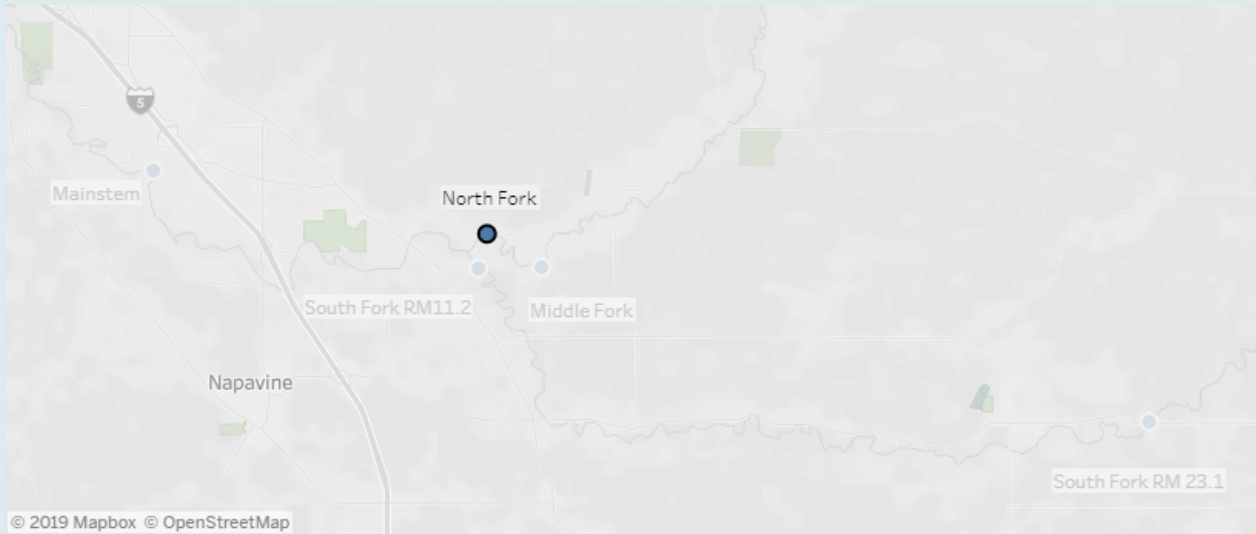 5
Mainstem
North Fork
South Fork RM11.2
Middle Fork
Napavine
South Fork RM 23.1
© 2019 Mapbox © OpenStreetMap